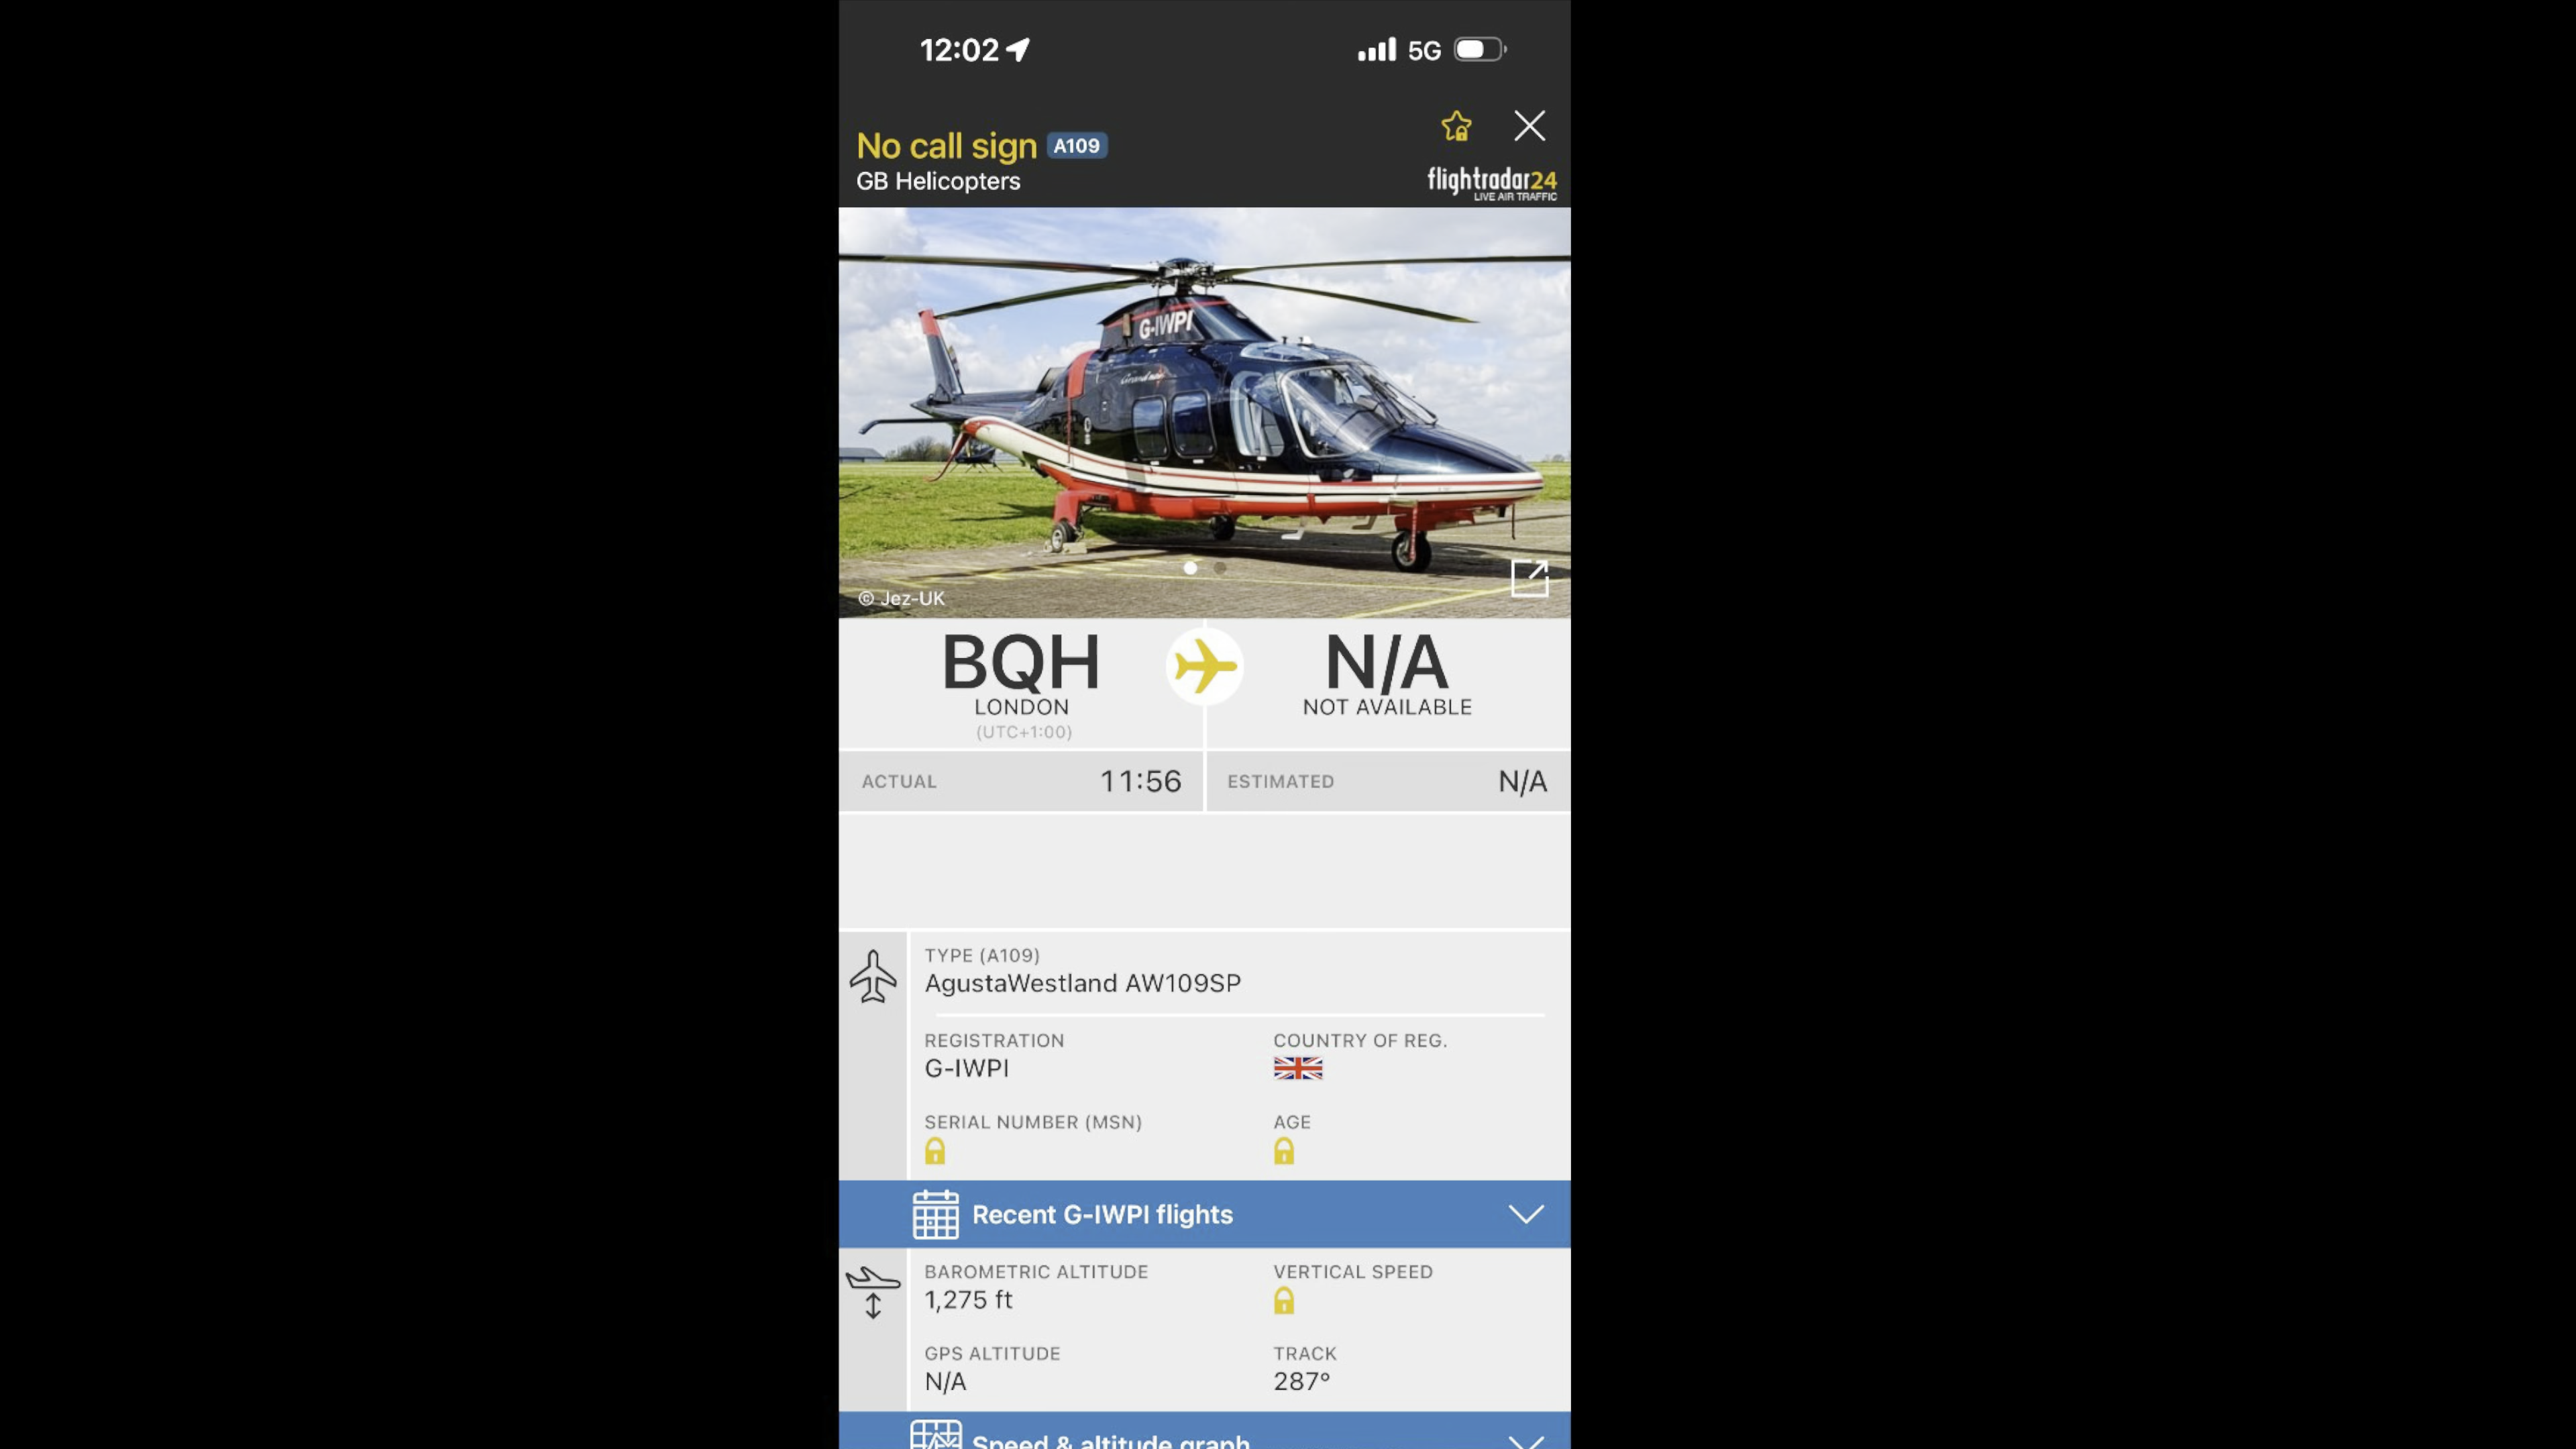 12:02
5G
No call sign A109
GB Helicopters
flightradar24
LIVE AIR TRAFFIC
G-IWPI
© Jez-UK
BQH
LONDON
(UTC+1:00)
N/A
NOT AVAILABLE
ACTUAL 11:56
ESTIMATED N/A
TYPE (A109)
AgustaWestland AW109SP
REGISTRATION
G-IWPI
COUNTRY OF REG.
SERIAL NUMBER (MSN)
AGE
Recent G-IWPI flights
BAROMETRIC ALTITUDE
1,275 ft
VERTICAL SPEED
GPS ALTITUDE
N/A
TRACK
287°
Speed & altitude graph